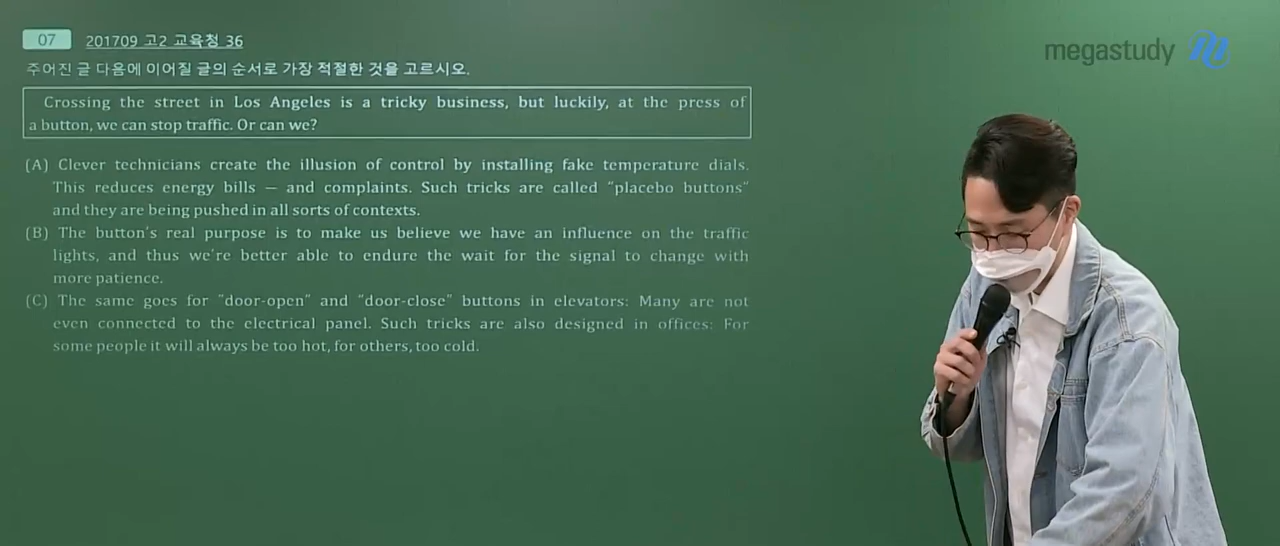 07 201709 고2 교육청 36
megastudy
주어진 글 다음에 이어질 글의 순서로 가장 적절한 것을 고르시오.
Crossing the street in Los Angeles is a tricky business, but luckily, at the press of
a button, we can stop traffic. Or can we?
(A) Clever technicians create the illusion of control by installing fake temperature dials.
This reduces energy bills — and complaints. Such tricks are called "placebo buttons"
and they are being pushed in all sorts of contexts.
(B) The button's real purpose is to make us believe we have an influence on the traffic
lights, and thus we're better able to endure the wait for the signal to change with
more patience.
(C) The same goes for "door-open" and "door-close" buttons in elevators: Many are not
even connected to the electrical panel. Such tricks are also designed in offices: For
some people it will always be too hot, for others, too cold.